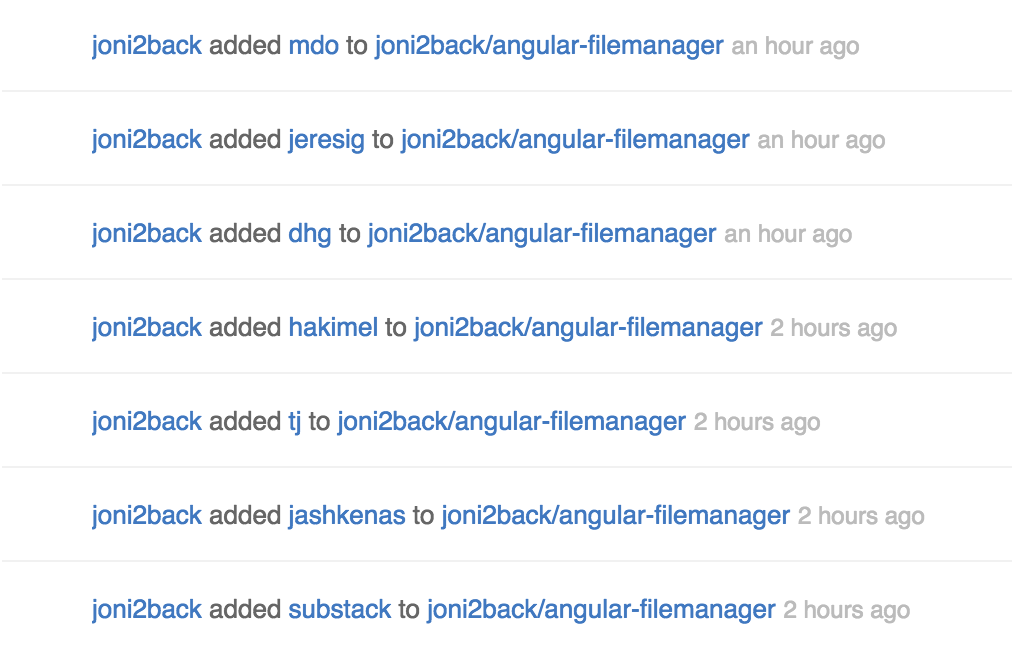 joni2back added mdo to joni2back/angular-filemanager an hour ago
joni2back added jeresig to joni2back/angular-filemanager an hour ago
joni2back added dhg to joni2back/angular-filemanager an hour ago
joni2back added hakimel to joni2back/angular-filemanager 2 hours ago
joni2back added tj to joni2back/angular-filemanager 2 hours ago
joni2back added jashkenas to joni2back/angular-filemanager 2 hours ago
joni2back added substack to joni2back/angular-filemanager 2 hours ago